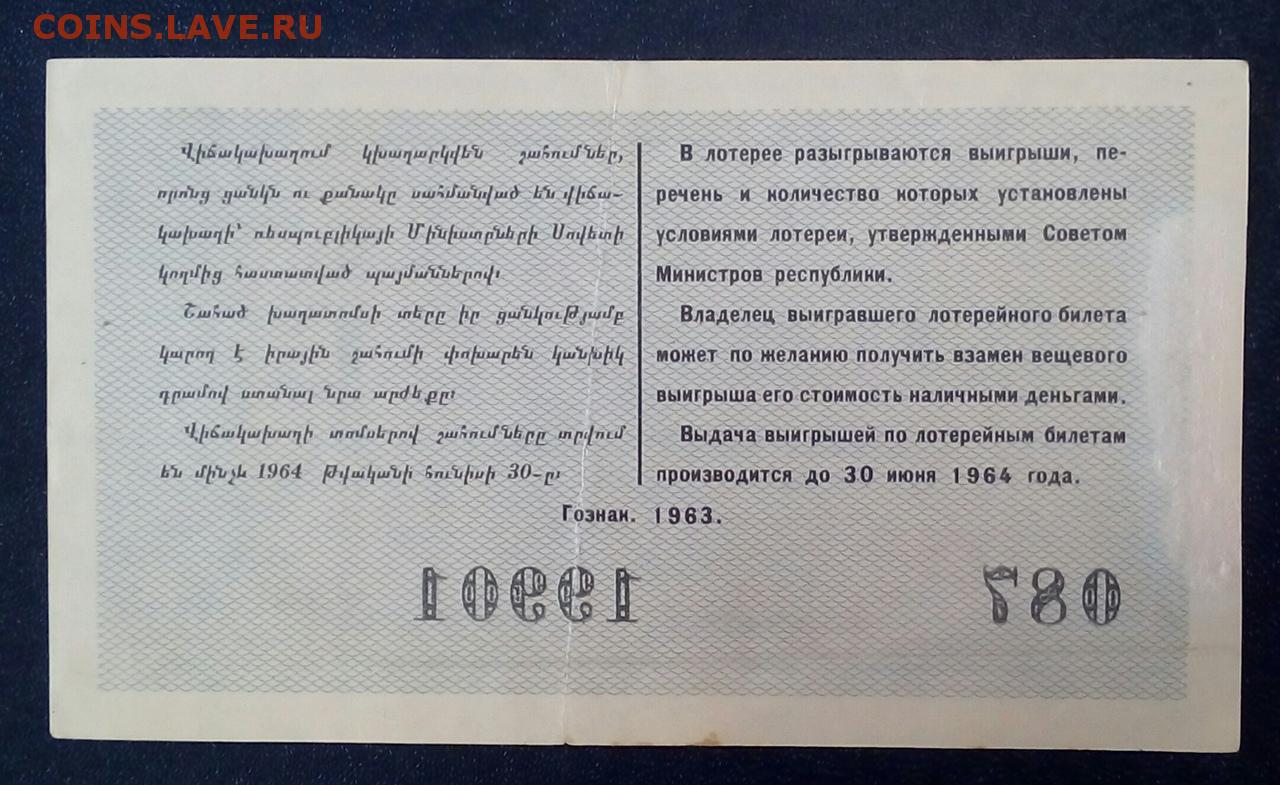 COINS.LAVE.RU
Վիճակախաղում կխաղարկվեն շահումները,
որոնց ցանկն ու քանակը սահմանված են վիճա-
կախաղի՝ ռեսպուբլիկայի Մինիստրների Սովետի
կողմից հաստատված պայմաններով։
Շահած խաղատոմսի տերը իր ցանկությամբ
կարող է իրային շահումի փոխարեն կանխիկ
դրամով ստանալ նրա արժեքը։
Վիճակախաղի տոմսերով շահումները տրվում
են մինչև 1964 թվականի հունիսի 30-ը։
В лотерее разыгрываются выигрыши, пе-
речень и количество которых установлены
условиями лотереи, утвержденными Советом
Министров республики.
Владелец выигравшего лотерейного билета
может по желанию получить взамен вещевого
выигрыша его стоимость наличными деньгами.
Выдача выигрышей по лотерейным билетам
производится до 30 июня 1964 года.
Гознак. 1963.
087 19901